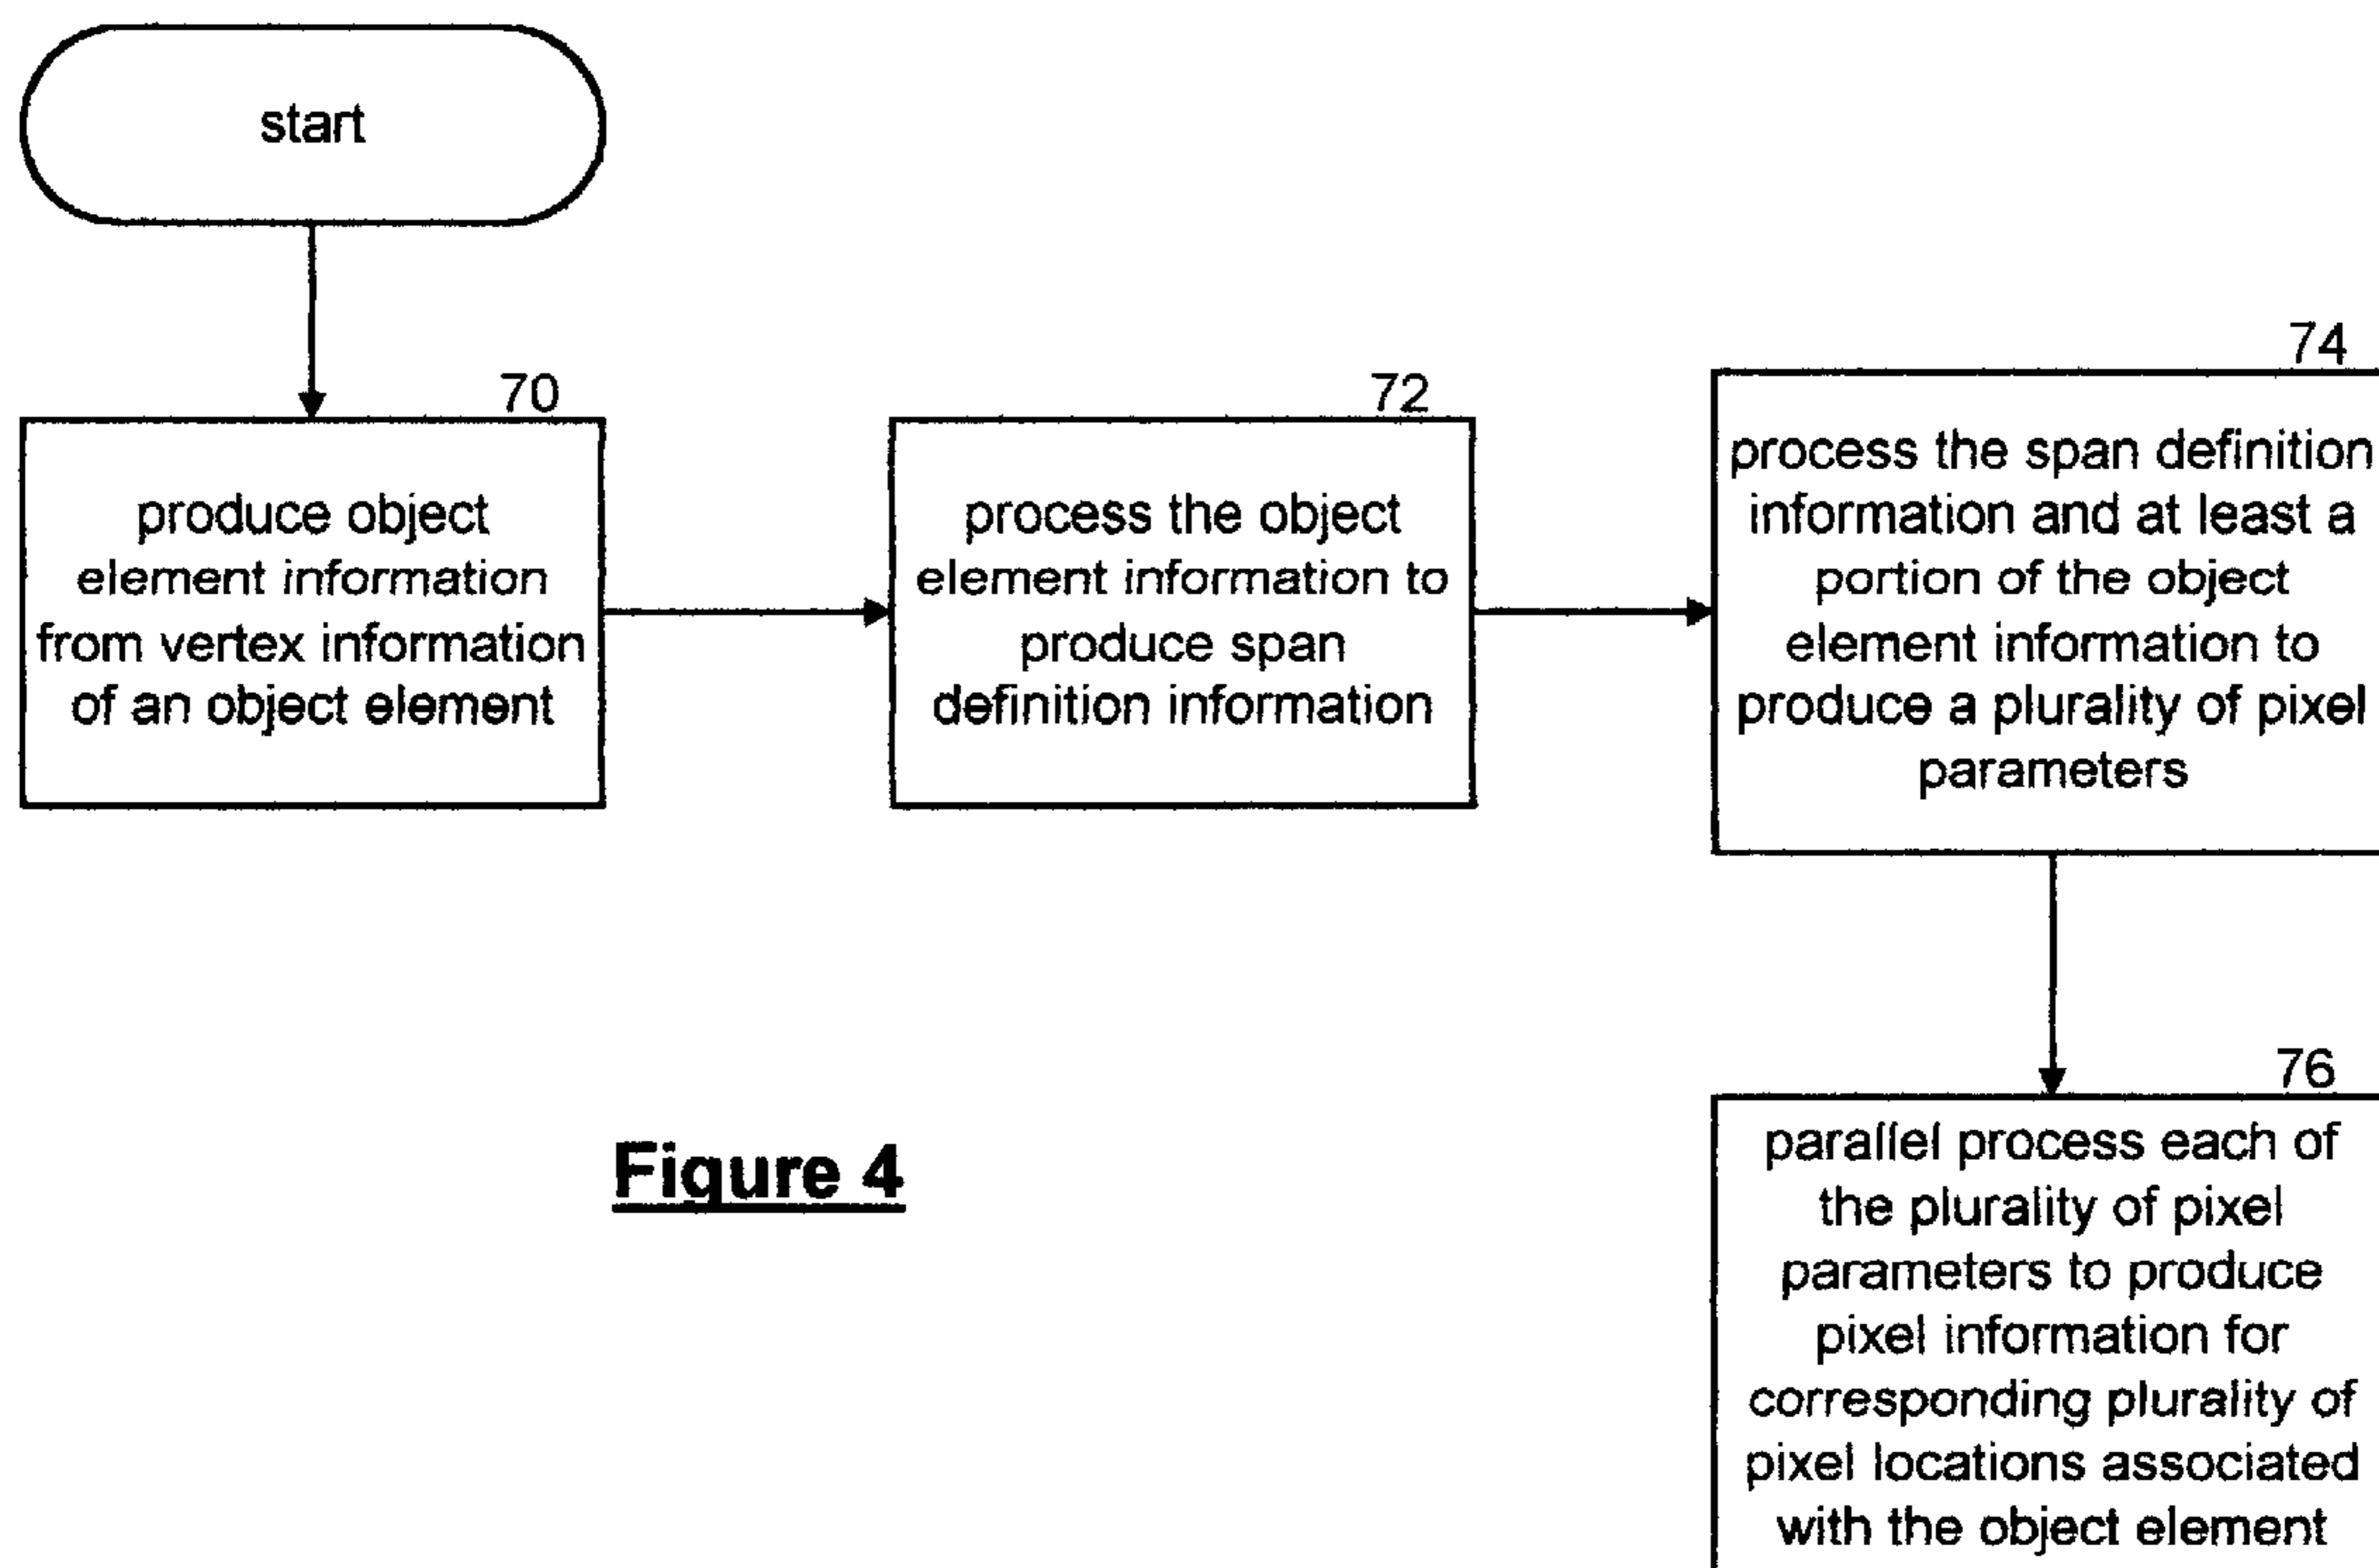 start
70
produce object
element information
from vertex information
of an object element
72
process the object
element information to
produce span
definition information
74
process the span definition
information and at least a
portion of the object
element information to
produce a plurality of pixel
parameters
76
parallel process each of
the plurality of pixel
parameters to produce
pixel information for
corresponding plurality of
pixel locations associated
with the object element
Figure 4